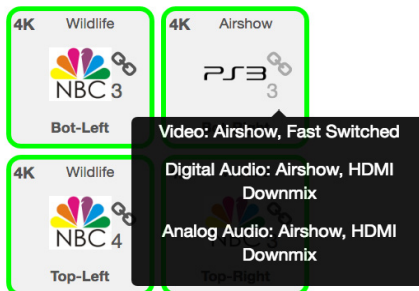 4K Wildlife
NBC 3
Bot-Left
4K Airshow
PS3
3
Video: Airshow, Fast Switched
Digital Audio: Airshow, HDMI
Downmix
Analog Audio: Airshow, HDMI
Downmix
4K Wildlife
NBC 4
Top-Left
Top-Right